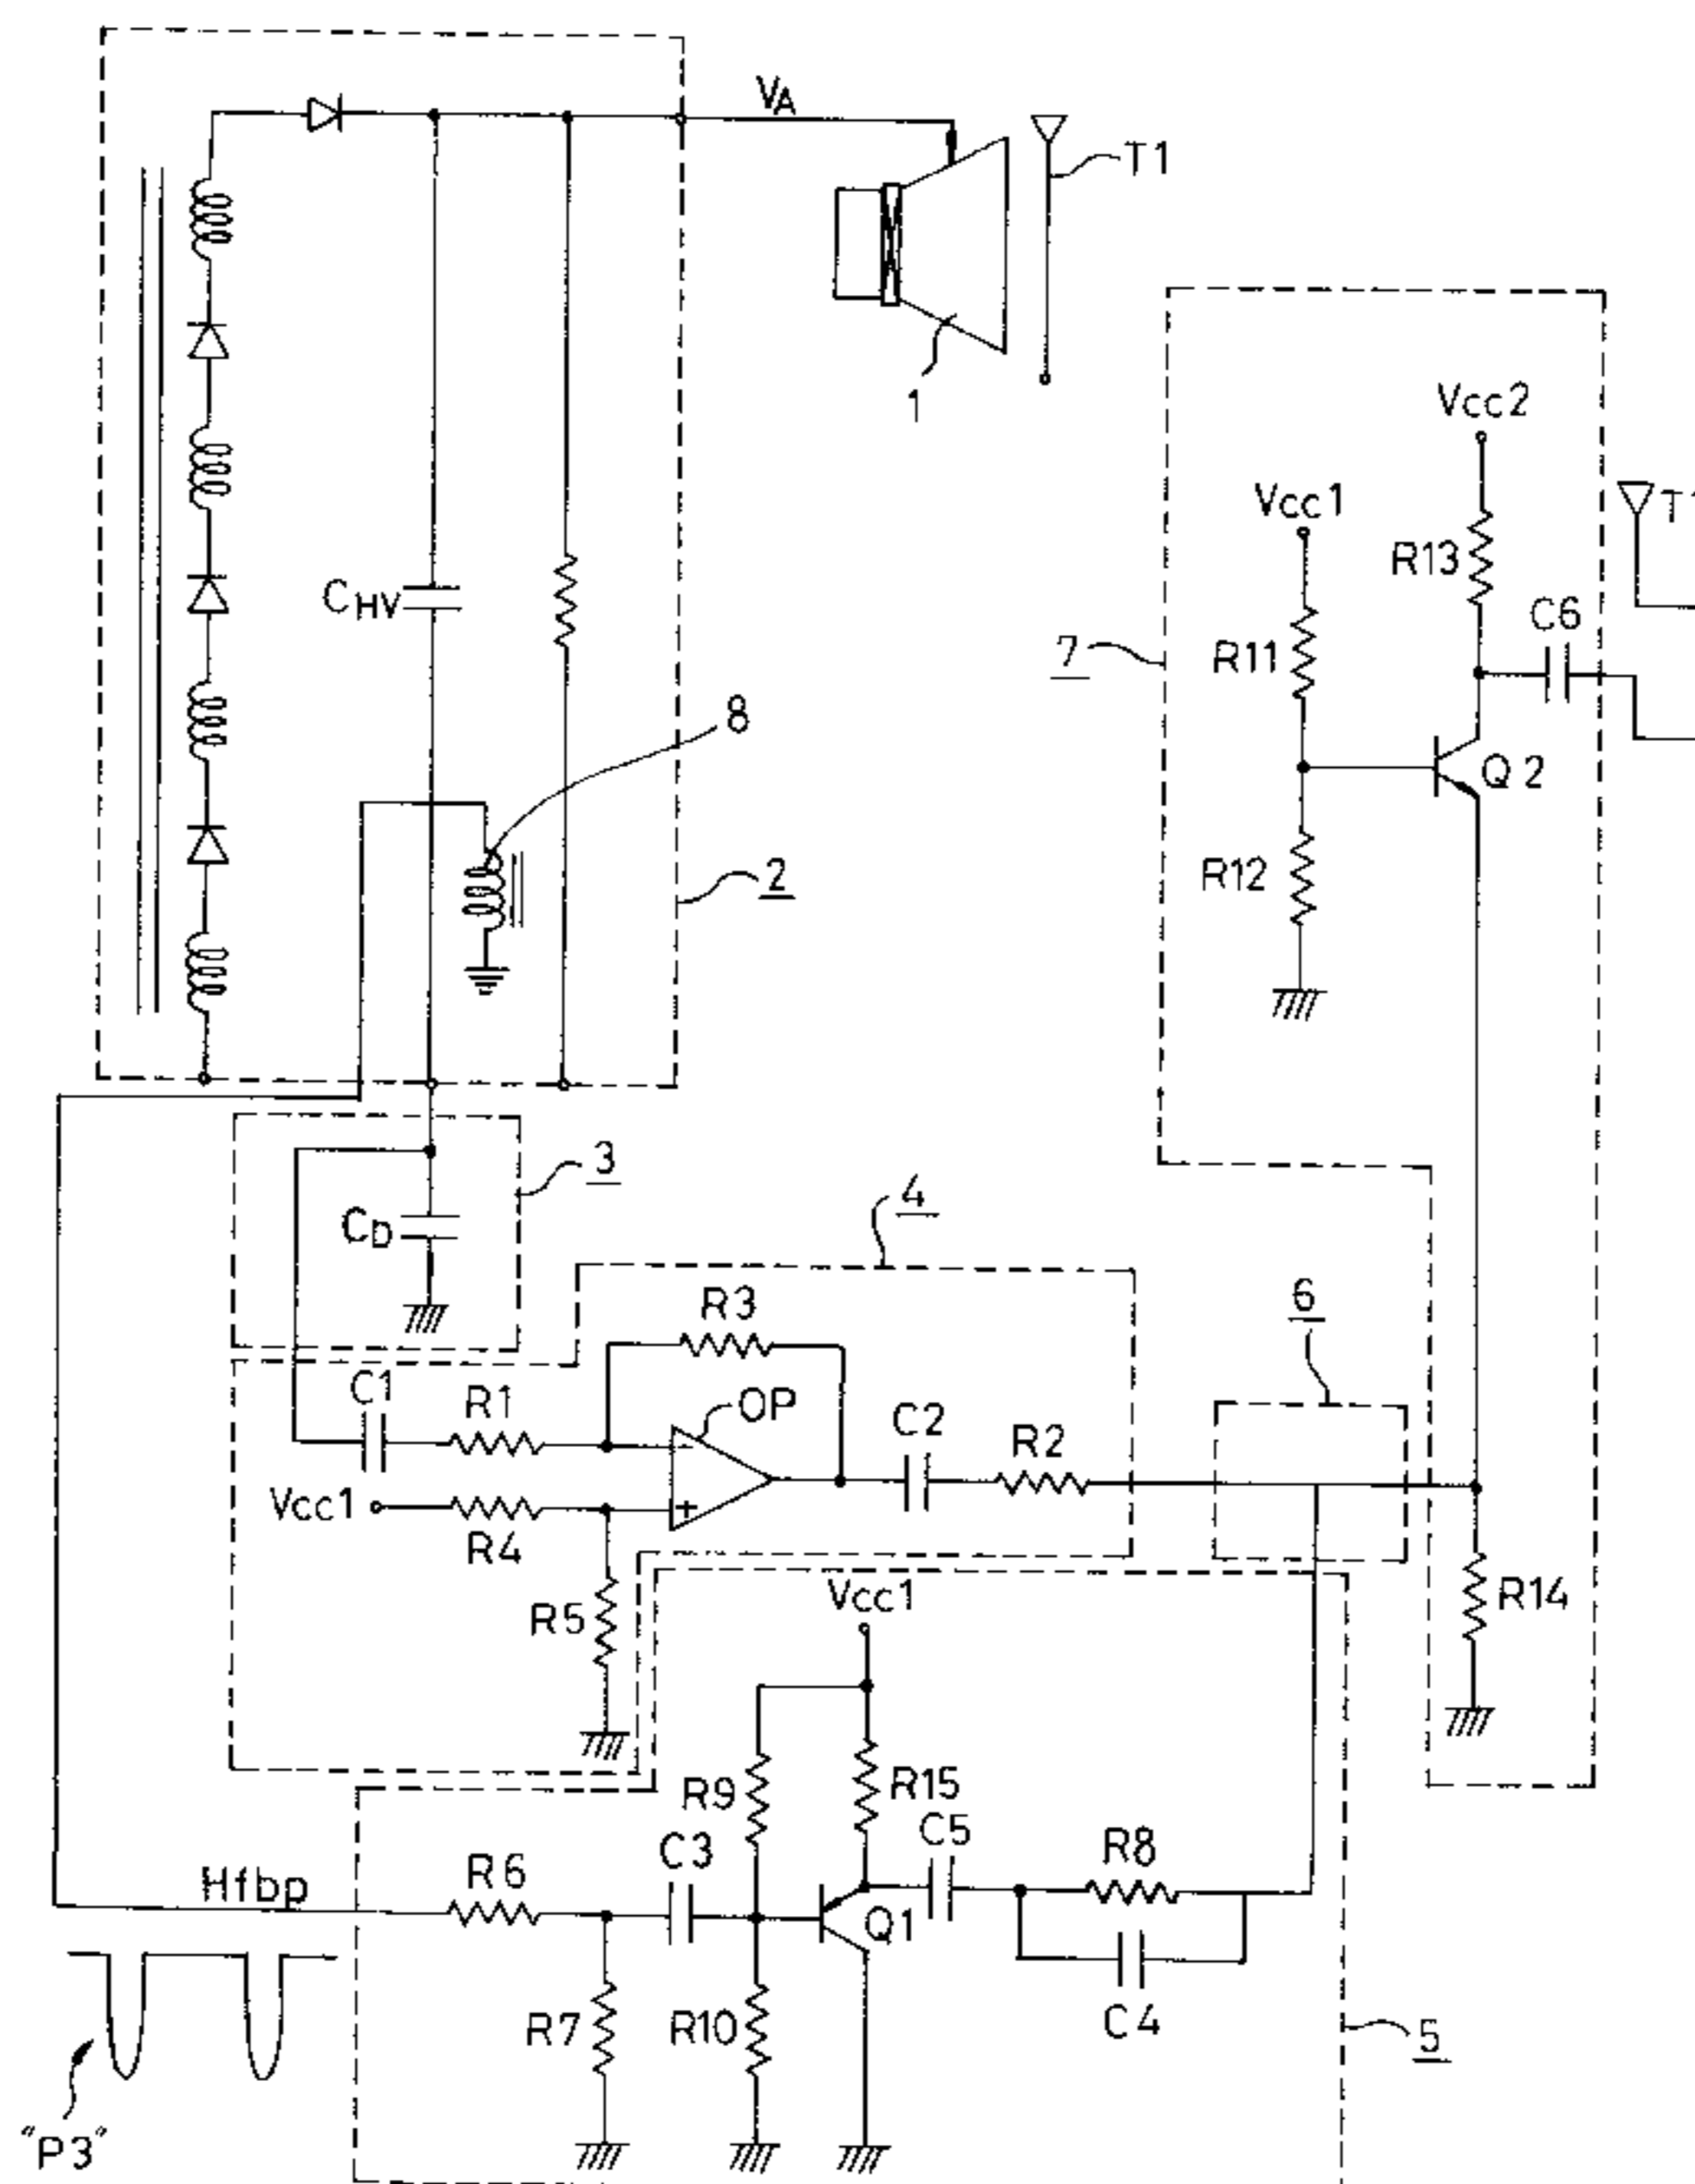 VA
T1
1
Vcc2
Vcc1
R13
T1
CHV
C6
R11
7
8
Q2
R12
2
3
4
CD
R3
6
C1
R1
OP
C2
R2
Vcc1
R4
R14
Vcc1
R5
R9
R15
C5
R8
C3
Hfbp
R6
Q1
R7
R10
C4
5
"P3"